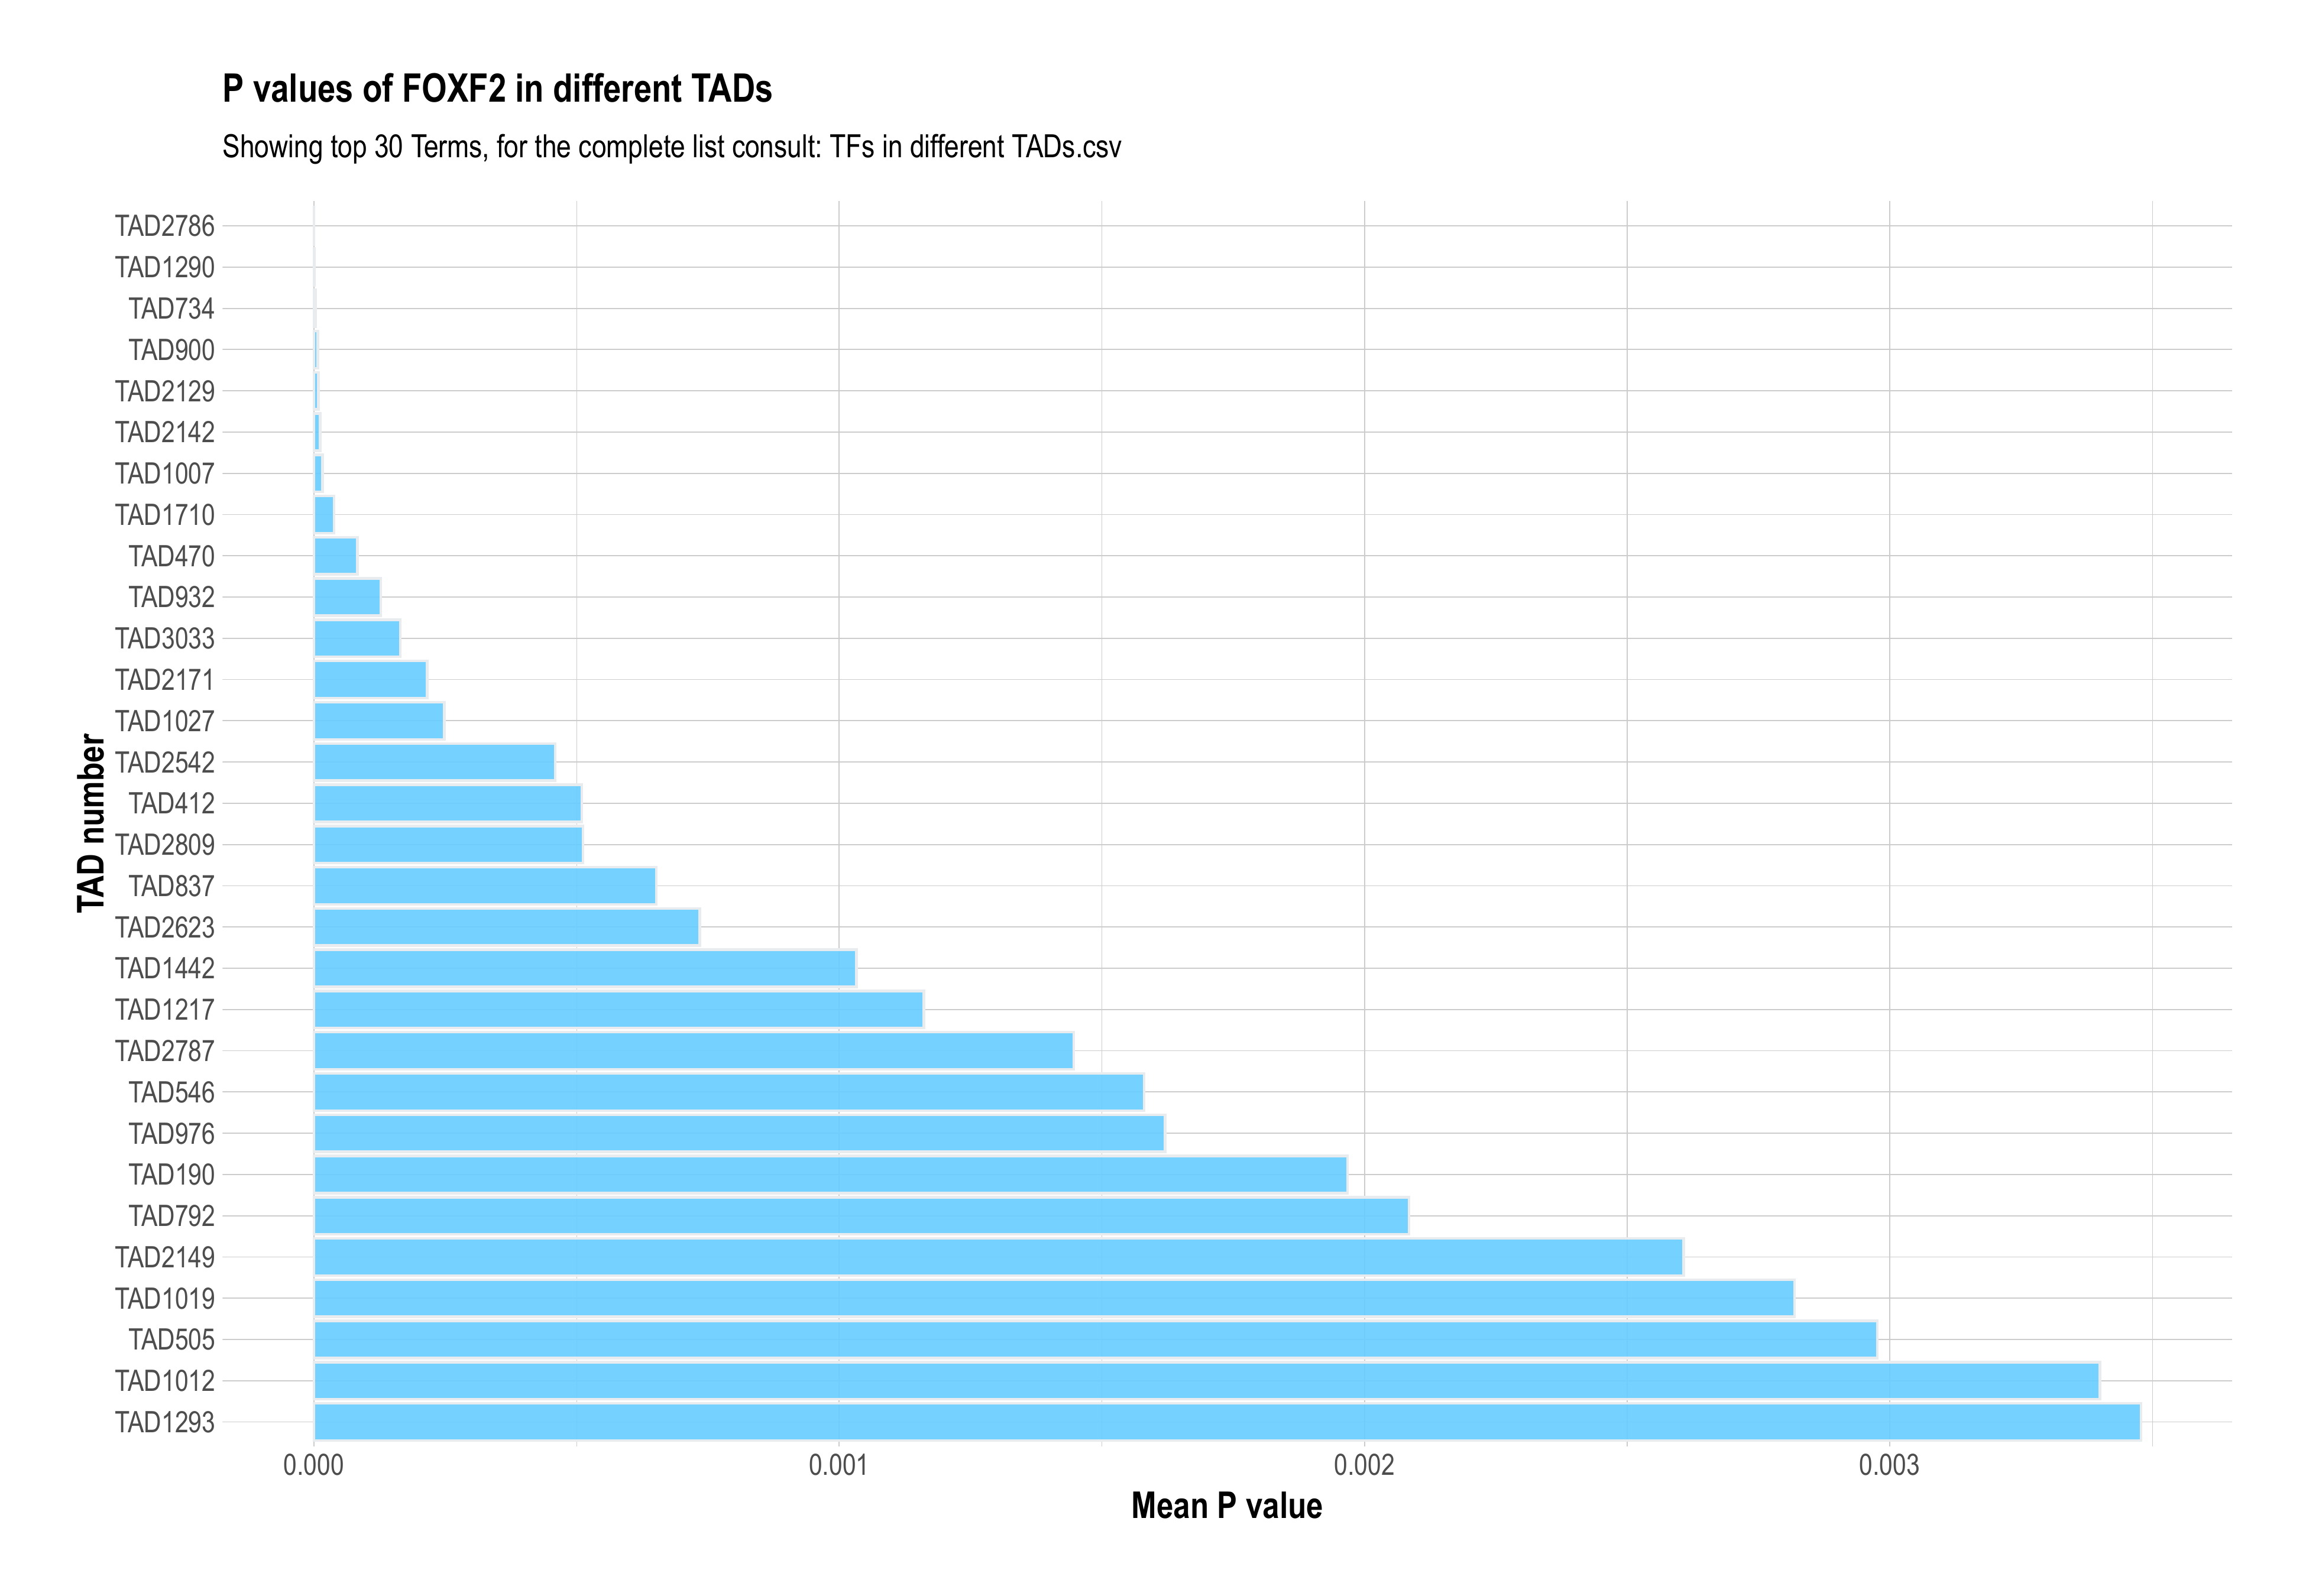 P values of FOXF2 in different TADs
Showing top 30 Terms, for the complete list consult: TFs in different TADs.csv
TAD number
TAD2786
TAD1290
TAD734
TAD900
TAD2129
TAD2142
TAD1007
TAD1710
TAD470
TAD932
TAD3033
TAD2171
TAD1027
TAD2542
TAD412
TAD2809
TAD837
TAD2623
TAD1442
TAD1217
TAD2787
TAD546
TAD976
TAD190
TAD792
TAD2149
TAD1019
TAD505
TAD1012
TAD1293
0.000 0.001 0.002 0.003
Mean P value